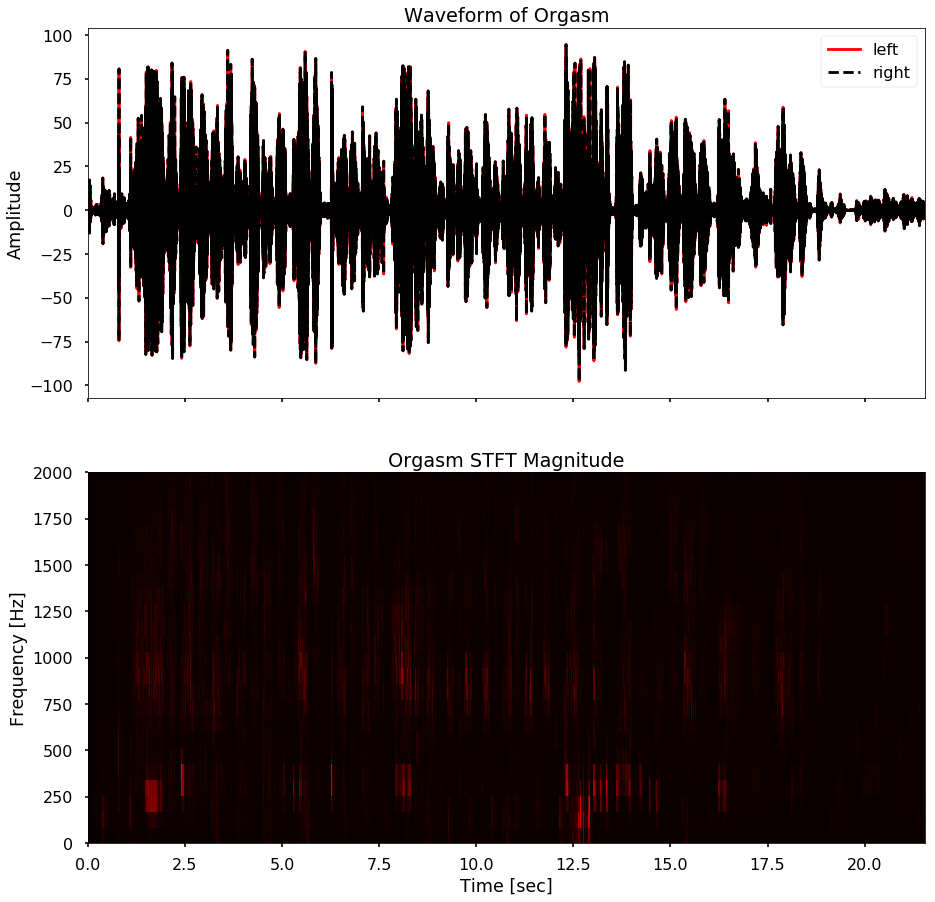 Waveform of Orgasm
100
75
50
25
0
−25
−50
−75
−100
Amplitude
left
right
Orgasm STFT Magnitude
2000
1750
1500
1250
1000
750
500
250
0
Frequency [Hz]
0.0 2.5 5.0 7.5 10.0 12.5 15.0 17.5 20.0
Time [sec]